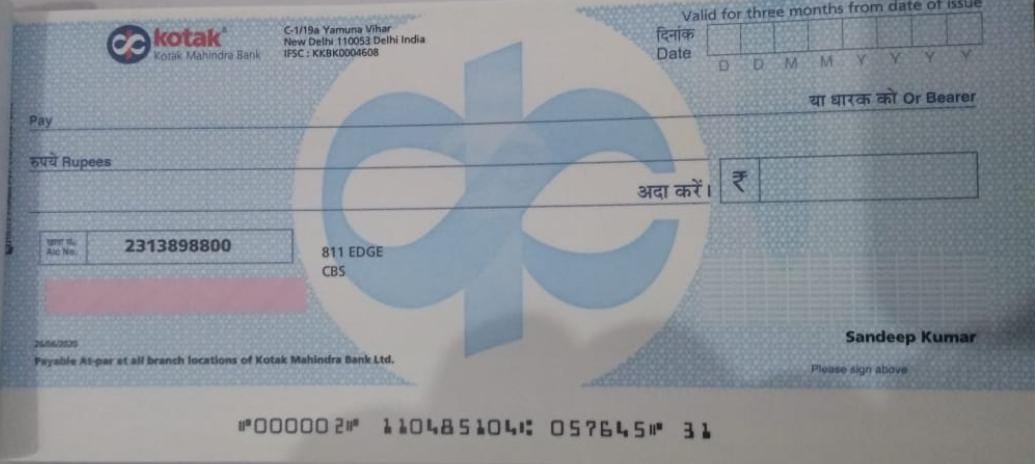 kotak
Kotak Mahindra Bank
C-1/19a Yamuna Vihar
New Delhi 110053 Delhi India
IFSC : KKBK0004608
Valid for three months from date of issue
दिनांक
Date
D D M M Y Y Y Y
Pay
या धारक को Or Bearer
रुपये Rupees
अदा करें।
₹
खाता सं.
A/c No.
2313898800
811 EDGE
CBS
26/06/2020
Payable At-par at all branch locations of Kotak Mahindra Bank Ltd.
Sandeep Kumar
Please sign above
⑈000002⑈ 110485104⑆ 057645⑈ 31